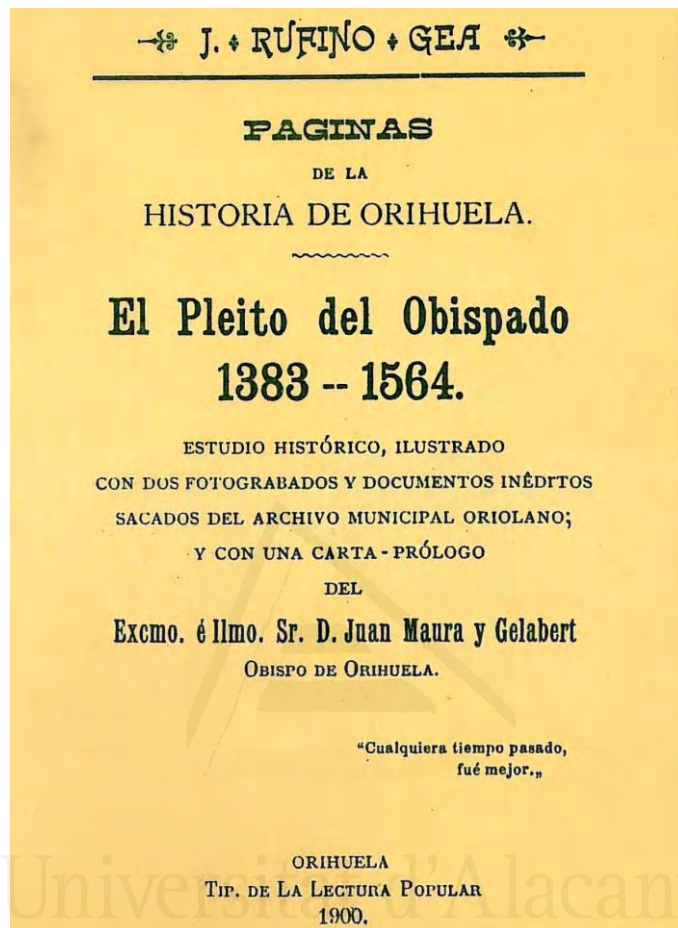 J. RUFINO GEA
PAGINAS
DE LA
HISTORIA DE ORIHUELA.
El Pleito del Obispado
1383 -- 1564.
ESTUDIO HISTÓRICO, ILUSTRADO
CON DOS FOTOGRABADOS Y DOCUMENTOS INÉDITOS
SACADOS DEL ARCHIVO MUNICIPAL ORIOLANO;
Y CON UNA CARTA-PRÓLOGO
DEL
Excmo. é Ilmo. Sr. D. Juan Maura y Gelabert
OBISPO DE ORIHUELA.
“Cualquiera tiempo pasado,
fué mejor.„
ORIHUELA
TIP. DE LA LECTURA POPULAR
1900.
Universitat d'Alacan